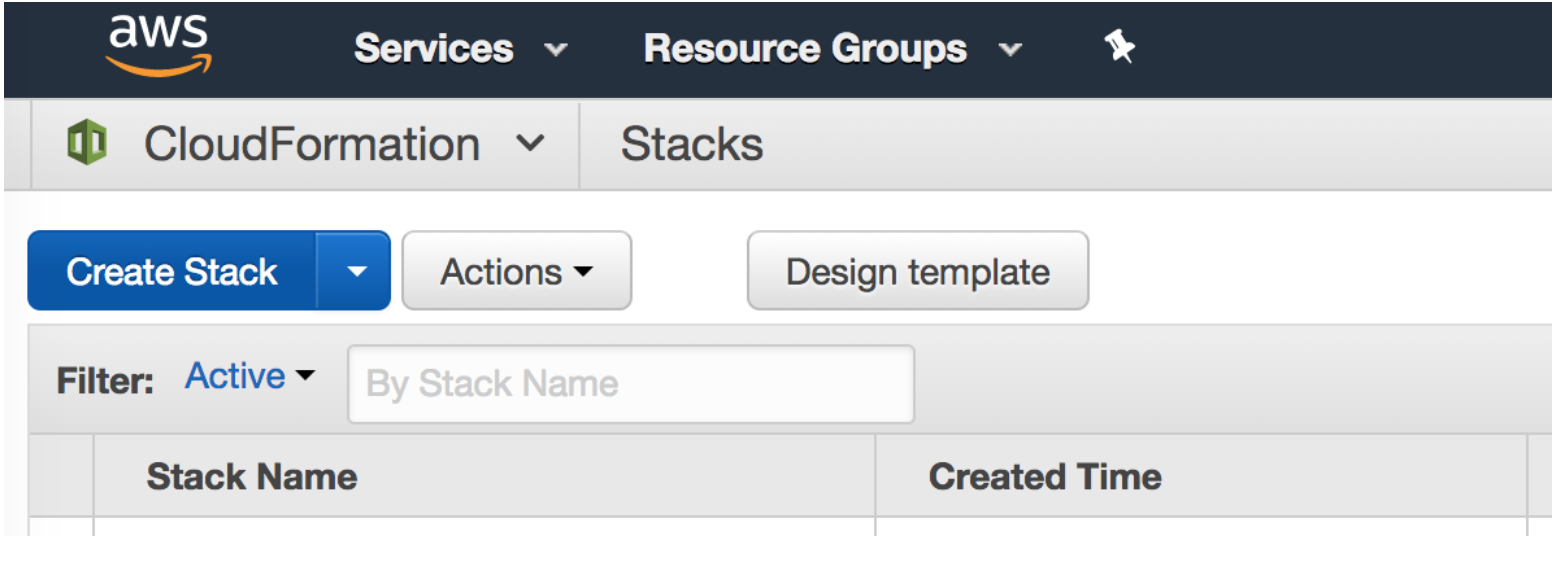 aws Services Resource Groups
CloudFormation Stacks
Create Stack Actions Design template
Filter: Active By Stack Name
Stack Name Created Time